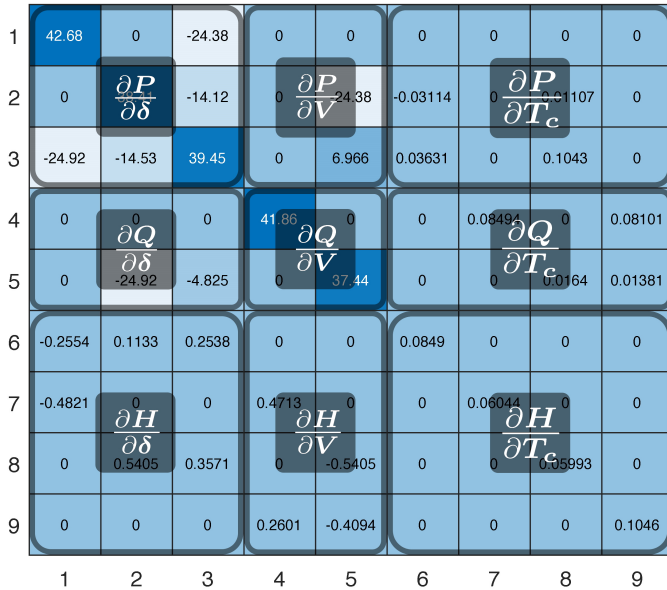 1 42.68 0 -24.38 0 0 0 0 0 0
2 0 -14.12 0 -24.38 -0.03114 0 0.01107 0
∂P/∂δ ∂P/∂V ∂P/∂T_c
3 -24.92 -14.53 39.45 0 6.966 0.03631 0 0.1043 0
4 0 0 0 41.86 0 0 0.08494 0 0.08101
∂Q/∂δ ∂Q/∂V ∂Q/∂T_c
5 0 -24.92 -4.825 0 37.44 0 0 0.0164 0.01381
6 -0.2554 0.1133 0.2538 0 0 0.0849 0 0 0
7 -0.4821 0 0 0.4713 0 0 0.06044 0 0
∂H/∂δ ∂H/∂V ∂H/∂T_c
8 0 0.5405 0.3571 0 -0.5405 0 0 0.05993 0
9 0 0 0 0.2601 -0.4094 0 0 0 0.1046
1 2 3 4 5 6 7 8 9